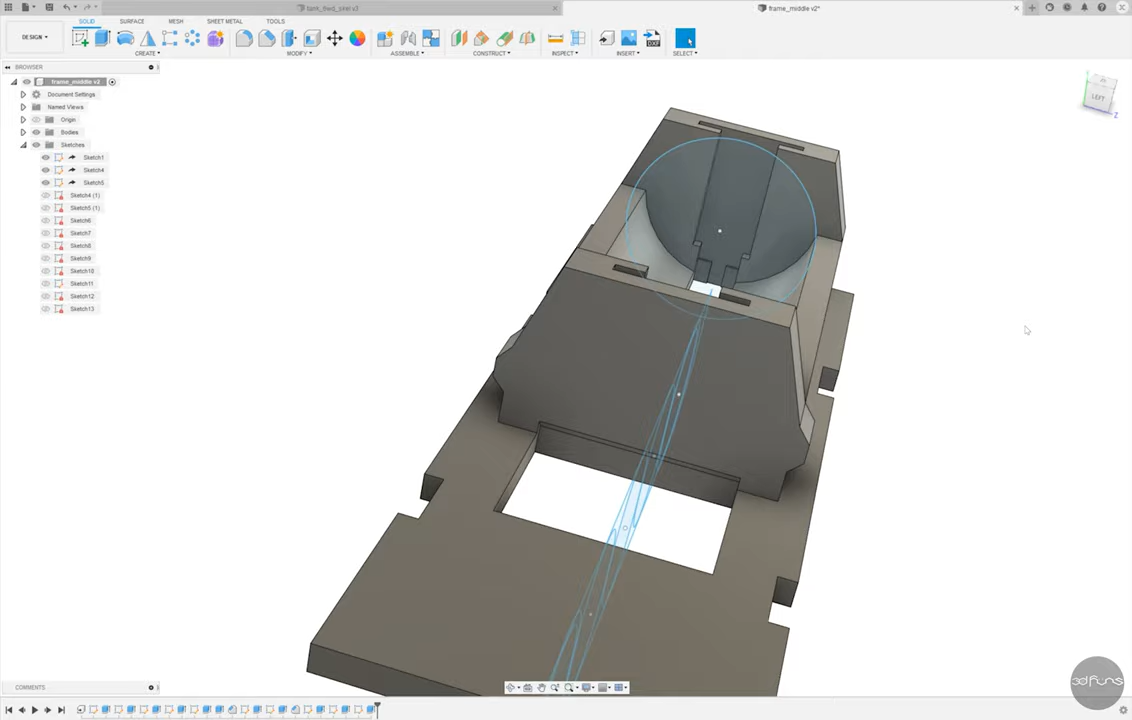 tank_tred_skel v3
frame_middle v2*
SOLID SURFACE MESH SHEET METAL TOOLS
DESIGN
CREATE MODIFY ASSEMBLE CONSTRUCT INSPECT INSERT SELECT
BROWSER
frame_middle v2
Document Settings
Named Views
Origin
Bodies
Sketches
Sketch1
Sketch4
Sketch5
Sketch4 (1)
Sketch5 (1)
Sketch6
Sketch7
Sketch8
Sketch9
Sketch10
Sketch11
Sketch12
Sketch13
LEFT
Z
COMMENTS
3dfuns